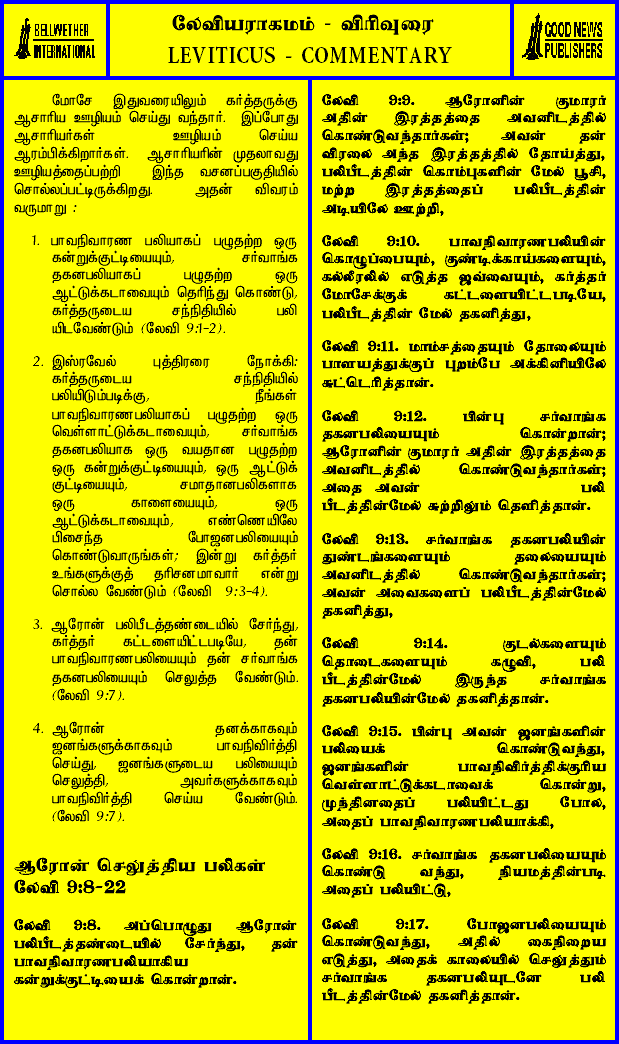 BELLWETHER
INTERNATIONAL
லேவியராகமம் - விரிவுரை
LEVITICUS - COMMENTARY
GOOD NEWS
PUBLISHERS
மோசே இதுவரையிலும் கர்த்தருக்கு
ஆசாரிய ஊழியம் செய்து வந்தார். இப்போது
ஆசாரியர்கள் ஊழியம் செய்ய
ஆரம்பிக்கிறார்கள். ஆசாரியரின் முதலாவது
ஊழியத்தைப்பற்றி இந்த வசனப்பகுதியில்
சொல்லப்பட்டிருக்கிறது. அதன் விவரம்
வருமாறு :
1. பாவநிவாரண பலியாகப் பழுதற்ற ஒரு
கன்றுக்குட்டியையும், சர்வாங்க
தகனபலியாகப் பழுதற்ற ஒரு
ஆட்டுக்கடாவையும் தெரிந்து கொண்டு,
கர்த்தருடைய சந்நிதியில் பலி
யிடவேண்டும் (லேவி 9:1-2).
2. இஸ்ரவேல் புத்திரரை நோக்கி:
கர்த்தருடைய சந்நிதியில்
பலியிடும்படிக்கு, நீங்கள்
பாவநிவாரணபலியாகப் பழுதற்ற ஒரு
வெள்ளாட்டுக்கடாவையும், சர்வாங்க
தகனபலியாக ஒரு வயதான பழுதற்ற
ஒரு கன்றுக்குட்டியையும், ஒரு ஆட்டுக்
குட்டியையும், சமாதானபலிகளாக
ஒரு காளையையும், ஒரு
ஆட்டுக்கடாவையும், எண்ணெயிலே
பிசைந்த போஜனபலியையும்
கொண்டுவாருங்கள்; இன்று கர்த்தர்
உங்களுக்குத் தரிசனமாவார் என்று
சொல்ல வேண்டும் (லேவி 9:3-4).
3. ஆரோன் பலிபீடத்தண்டையில் சேர்ந்து,
கர்த்தர் கட்டளையிட்டபடியே, தன்
பாவநிவாரணபலியையும் தன் சர்வாங்க
தகனபலியையும் செலுத்த வேண்டும்.
(லேவி 9:7).
4. ஆரோன் தனக்காகவும்
ஜனங்களுக்காகவும் பாவநிவிர்த்தி
செய்து, ஜனங்களுடைய பலியையும்
செலுத்தி, அவர்களுக்காகவும்
பாவநிவிர்த்தி செய்ய வேண்டும்.
(லேவி 9:7).
ஆரோன் செலுத்திய பலிகள்
லேவி 9:8-22
லேவி 9:8. அப்பொழுது ஆரோன்
பலிபீடத்தண்டையில் சேர்ந்து, தன்
பாவநிவாரணபலியாகிய
கன்றுக்குட்டியைக் கொன்றான்.
லேவி 9:9. ஆரோனின் குமாரர்
அதின் இரத்தத்தை அவனிடத்தில்
கொண்டுவந்தார்கள்; அவன் தன்
விரலை அந்த இரத்தத்தில் தோய்த்து,
பலிபீடத்தின் கொம்புகளின் மேல் பூசி,
மற்ற இரத்தத்தைப் பலிபீடத்தின்
அடியிலே ஊற்றி,
லேவி 9:10. பாவநிவாரணபலியின்
கொழுப்பையும், குண்டிக்காய்களையும்,
கல்லீரலில் எடுத்த ஜவ்வையும், கர்த்தர்
மோசேக்குக் கட்டளையிட்டபடியே,
பலிபீடத்தின் மேல் தகனித்து,
லேவி 9:11. மாம்சத்தையும் தோலையும்
பாளயத்துக்குப் புறம்பே அக்கினியிலே
சுட்டெரித்தான்.
லேவி 9:12. பின்பு சர்வாங்க
தகனபலியையும் கொன்றான்;
ஆரோனின் குமாரர் அதின் இரத்தத்தை
அவனிடத்தில் கொண்டுவந்தார்கள்;
அதை அவன் பலி
பீடத்தின்மேல் சுற்றிலும் தெளித்தான்.
லேவி 9:13. சர்வாங்க தகனபலியின்
துண்டங்களையும் தலையையும்
அவனிடத்தில் கொண்டுவந்தார்கள்;
அவன் அவைகளைப் பலிபீடத்தின்மேல்
தகனித்து,
லேவி 9:14. குடல்களையும்
தொடைகளையும் கழுவி, பலி
பீடத்தின்மேல் இருந்த சர்வாங்க
தகனபலியின்மேல் தகனித்தான்.
லேவி 9:15. பின்பு அவன் ஜனங்களின்
பலியைக் கொண்டுவந்து,
ஜனங்களின் பாவநிவிர்த்திக்குரிய
வெள்ளாட்டுக்கடாவைக் கொன்று,
முந்தினதைப் பலியிட்டது போல,
அதைப் பாவநிவாரணபலியாக்கி,
லேவி 9:16. சர்வாங்க தகனபலியையும்
கொண்டு வந்து, நியமத்தின்படி
அதைப் பலியிட்டு,
லேவி 9:17. போஜனபலியையும்
கொண்டுவந்து, அதில் கைநிறைய
எடுத்து, அதைக் காலையில் செலுத்தும்
சர்வாங்க தகனபலியுடனே பலி
பீடத்தின்மேல் தகனித்தான்.